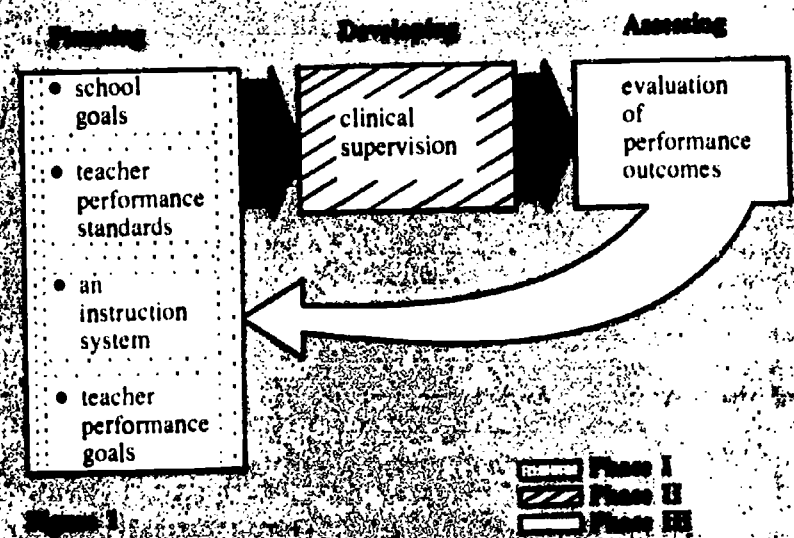 Planning
Developing
Assessing
• school
goals
• teacher
performance
standards
• an
instruction
system
• teacher
performance
goals
clinical
supervision
evaluation
of
performance
outcomes
Phase I
Phase II
Phase III
Figure 1